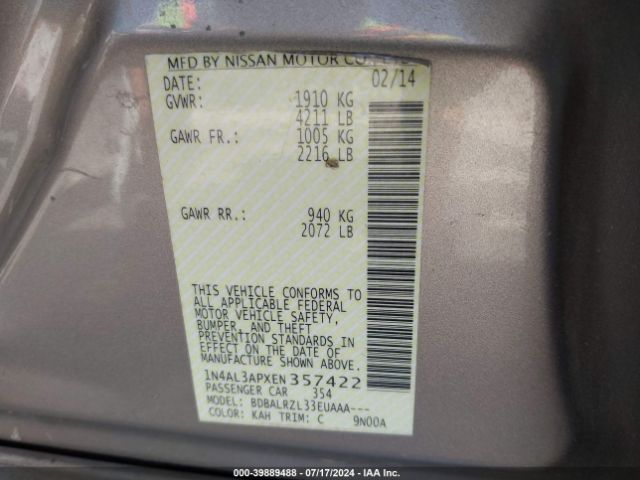 MFD BY NISSAN MOTOR CO., LTD.
DATE: 02/14
GVWR: 1910 KG
4211 LB
GAWR FR.: 1005 KG
2216 LB
GAWR RR.: 940 KG
2072 LB
THIS VEHICLE CONFORMS TO
ALL APPLICABLE FEDERAL
MOTOR VEHICLE SAFETY,
BUMPER, AND THEFT
PREVENTION STANDARDS IN
EFFECT ON THE DATE OF
MANUFACTURE SHOWN ABOVE.
1N4AL3APXEN357422
PASSENGER CAR 354
MODEL: BDBALRZL33EUAAA---
COLOR: KAH TRIM: C 9N00A
000-39889488 - 07/17/2024 - IAA Inc.